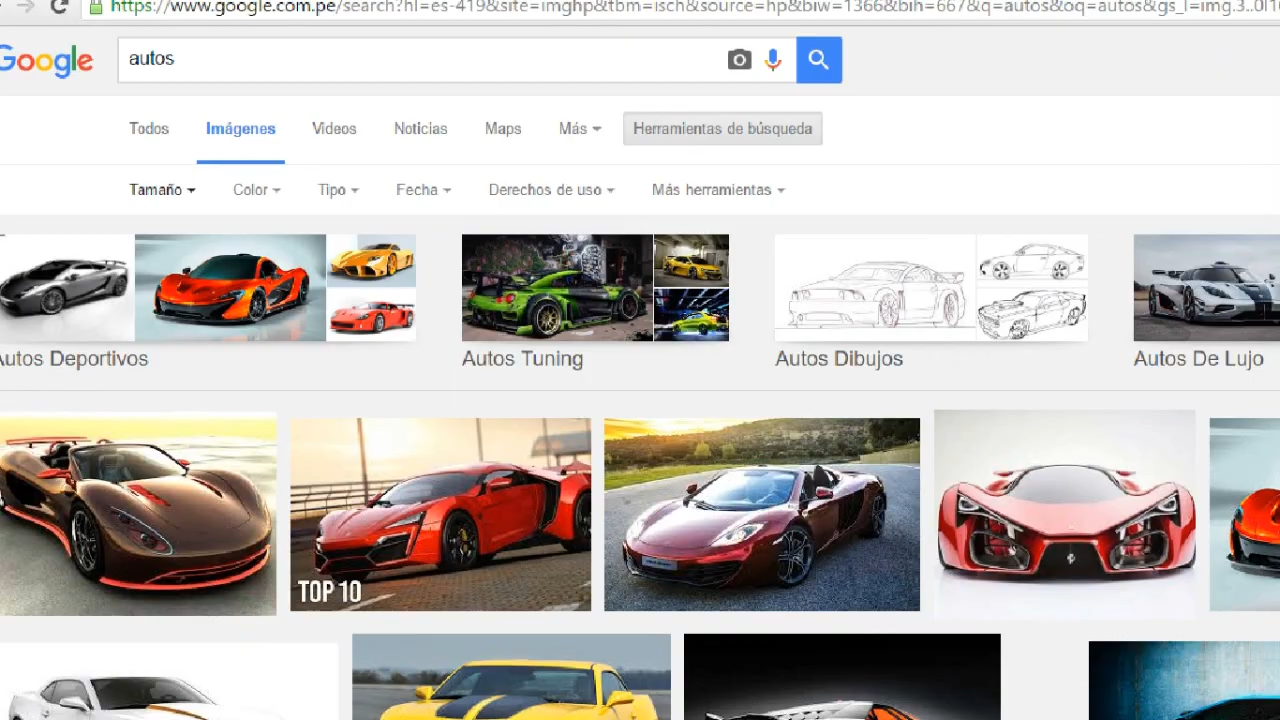 https://www.google.com.pe/search?hl=es-419&site=imghp&tbm=isch&source=hp&biw=1366&bih=667&q=autos&oq=autos&gs_l=img.3..0l10
Google
autos
Todos Imágenes Videos Noticias Maps Más Herramientas de búsqueda
Tamaño Color Tipo Fecha Derechos de uso Más herramientas
Autos Deportivos Autos Tuning Autos Dibujos Autos De Lujo
TOP 10